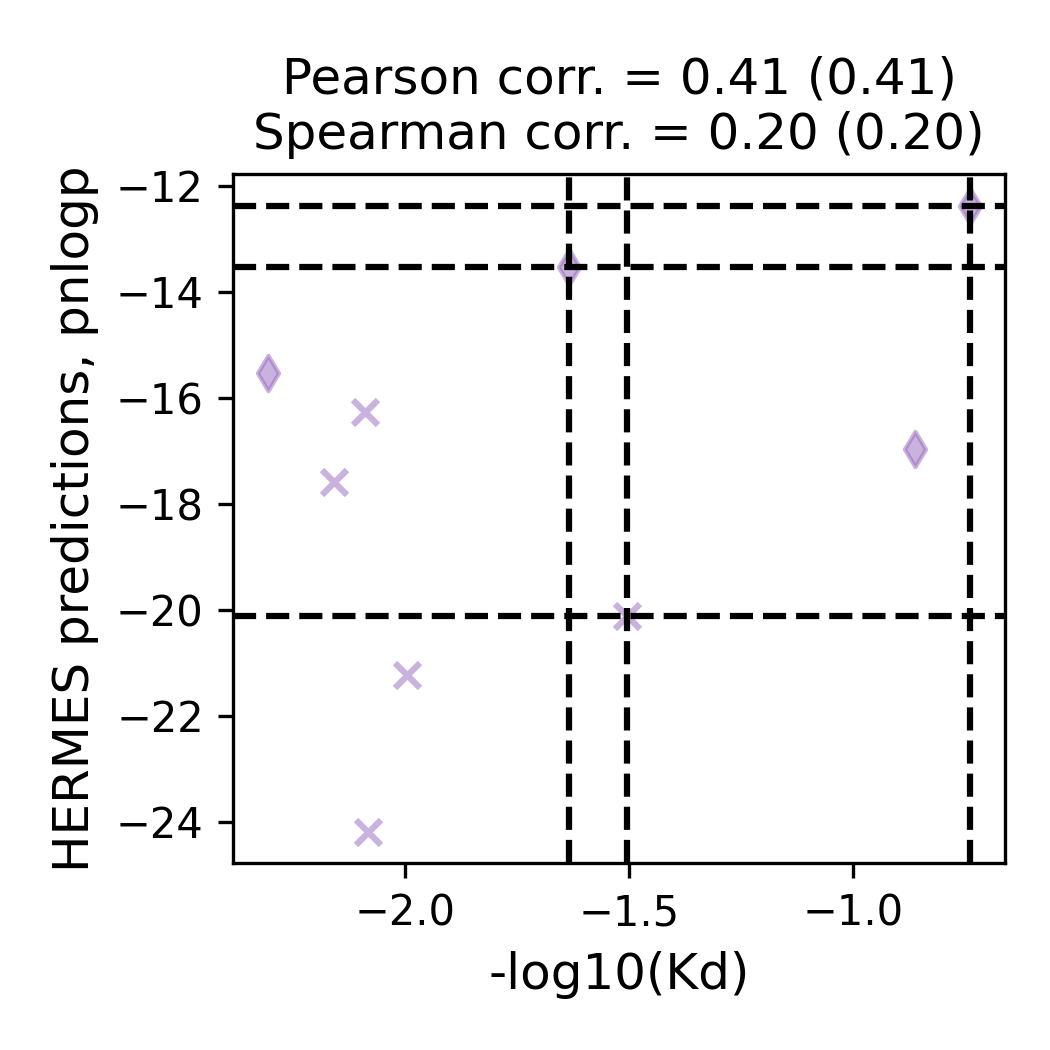 Pearson corr. = 0.41 (0.41)
Spearman corr. = 0.20 (0.20)
HERMES predictions, pnlogp
−12
−14
−16
−18
−20
−22
−24
−2.0
−1.5
−1.0
-log10(Kd)